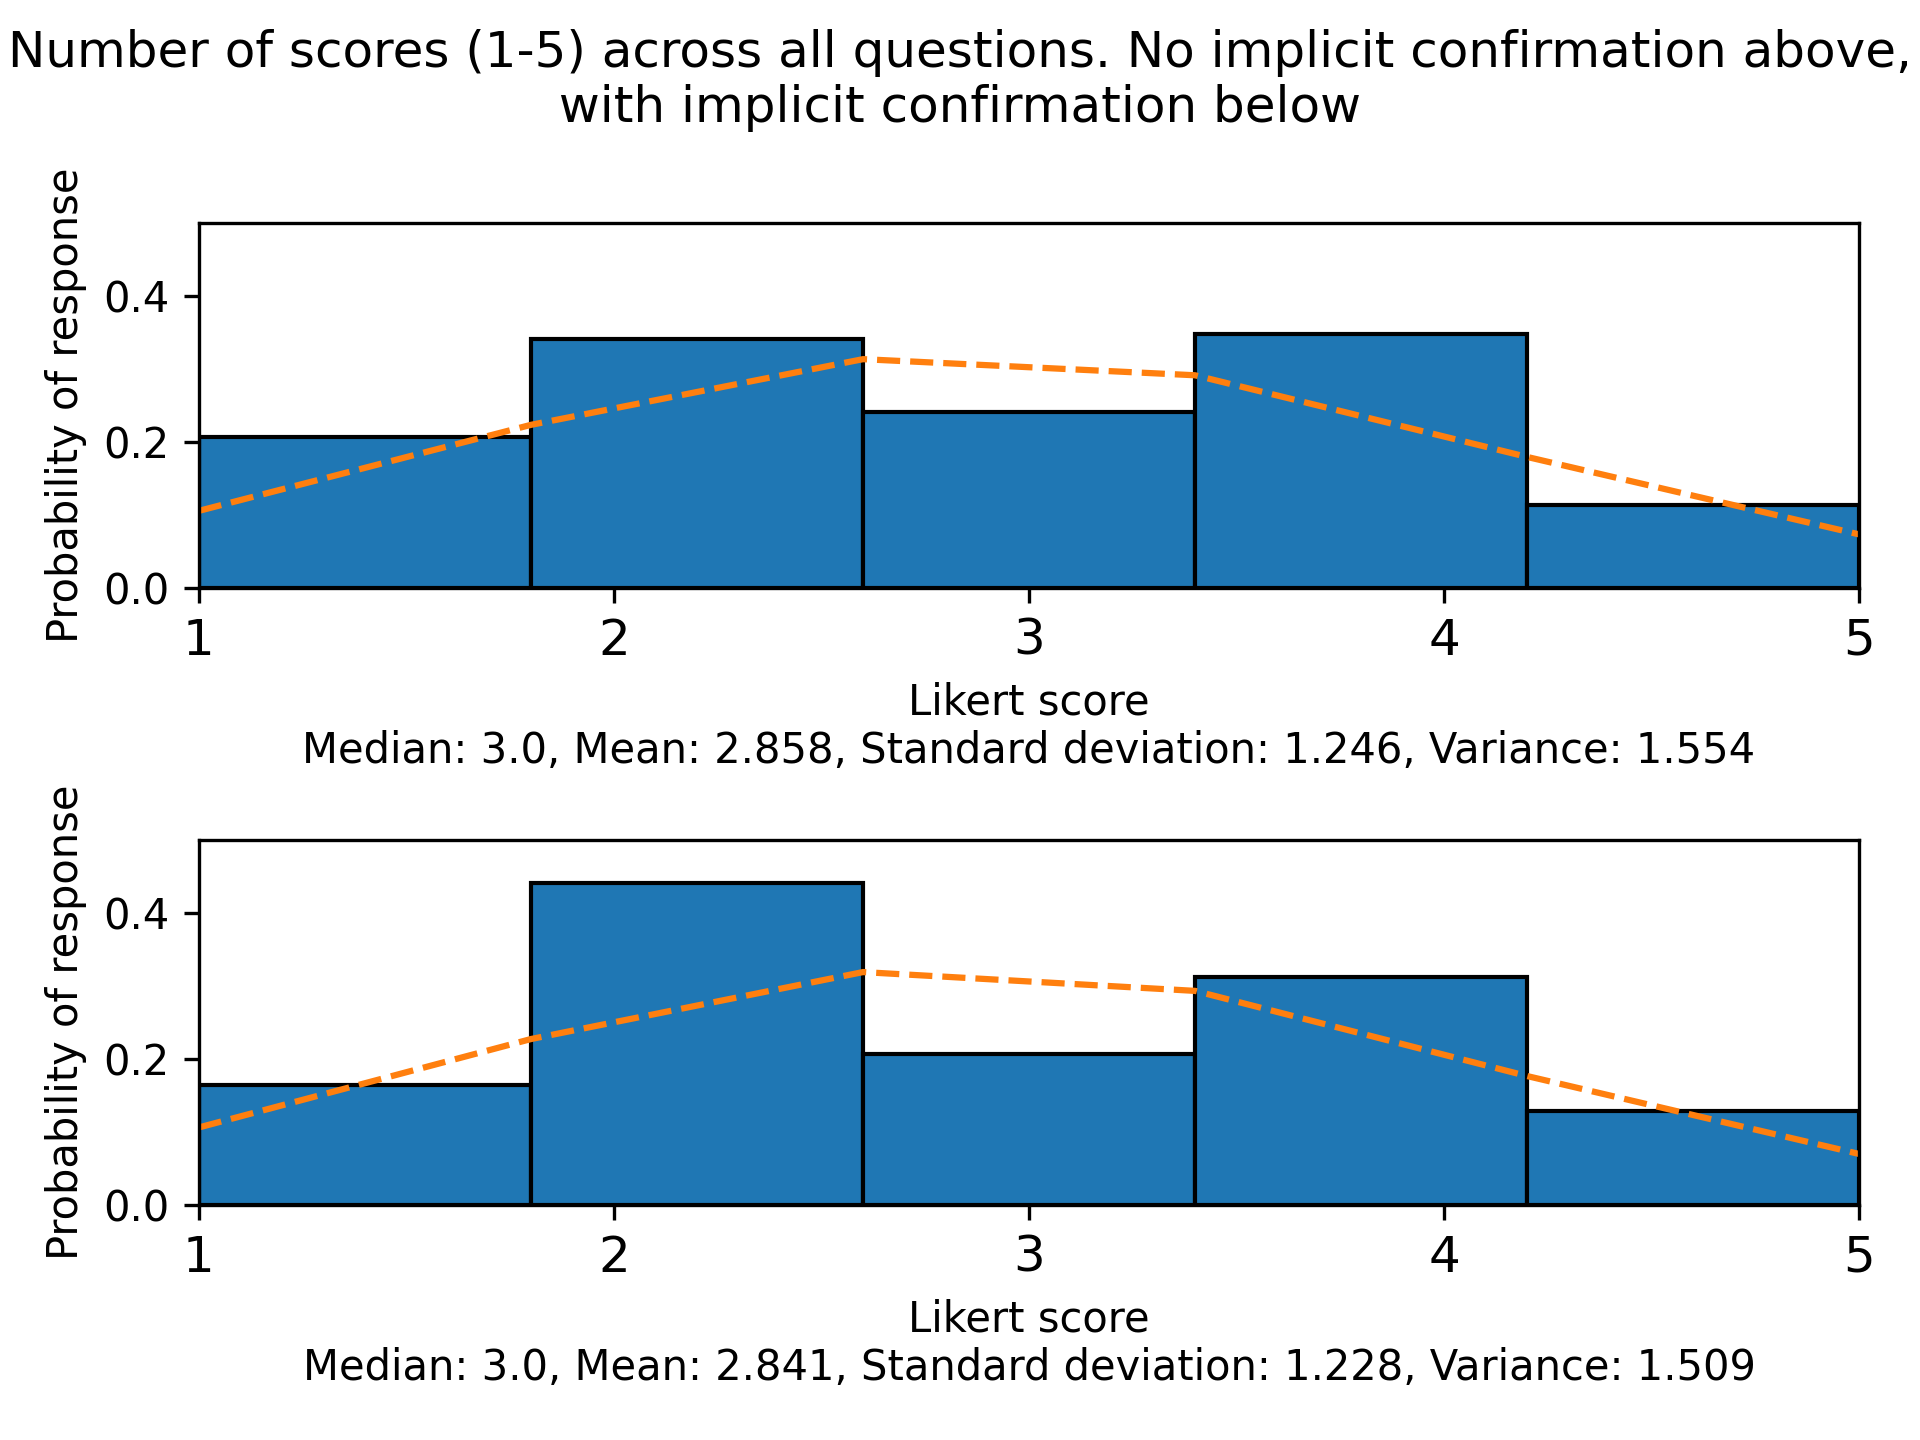 Number of scores (1-5) across all questions. No implicit confirmation above,
with implicit confirmation below
Probability of response
0.4
0.2
0.0
1 2 3 4 5
Likert score
Median: 3.0, Mean: 2.858, Standard deviation: 1.246, Variance: 1.554
Probability of response
0.4
0.2
0.0
1 2 3 4 5
Likert score
Median: 3.0, Mean: 2.841, Standard deviation: 1.228, Variance: 1.509